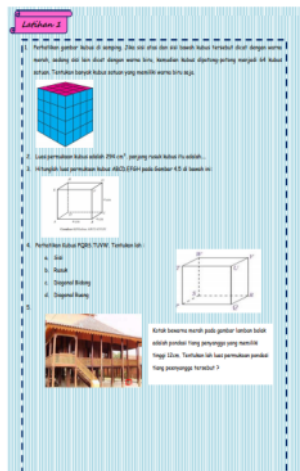 Latihan 1
1. Perhatikan gambar kubus di samping. Jika sisi atas dan sisi bawah kubus tersebut dicat dengan warna
merah, sedang sisi lain dicat dengan warna biru, kemudian kubus dipotong-potong menjadi 64 kubus
satuan. Tentukan banyak kubus satuan yang memiliki warna biru saja.
2. Luas permukaan kubus adalah 294 cm², panjang rusuk kubus itu adalah...
3. Hitunglah luas permukaan kubus ABCD.EFGH pada Gambar 4.5 di bawah ini:
4. Perhatikan Kubus PQRS.TUVW. Tentukan lah :
a. Sisi
b. Rusuk
c. Diagonal Bidang
d. Diagonal Ruang
5.
Kotak berwarna merah pada gambar lamban balak
adalah pondasi tiang penyangga yang memiliki
tinggi 12cm. Tentukan lah luas permukaan pondasi
tiang penyangga tersebut ?